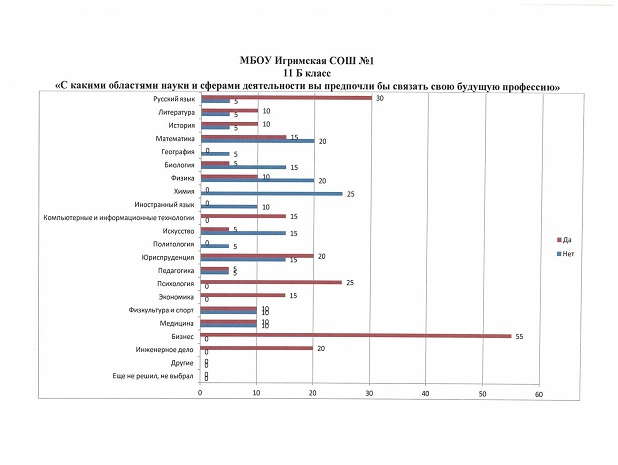 МБОУ Игримская СОШ №1
11 Б класс
«С какими областями науки и сферами деятельности вы предпочли бы связать свою будущую профессию»
Русский язык 30 5
Литература 10 5
История 10 5
Математика 15 20
География 0 5
Биология 5 15
Физика 10 20
Химия 0 25
Иностранный язык 0 10
Компьютерные и информационные технологии 15 0
Искусство 5 15
Политология 0 5
Юриспруденция 20 15
Педагогика 5 5
Психология 25 0
Экономика 15 0
Физкультура и спорт 10 10
Медицина 10 10
Бизнес 55 0
Инженерное дело 20 0
Другие 0 0
Еще не решил, не выбрал 0 0
0 10 20 30 40 50 60
Да
Нет